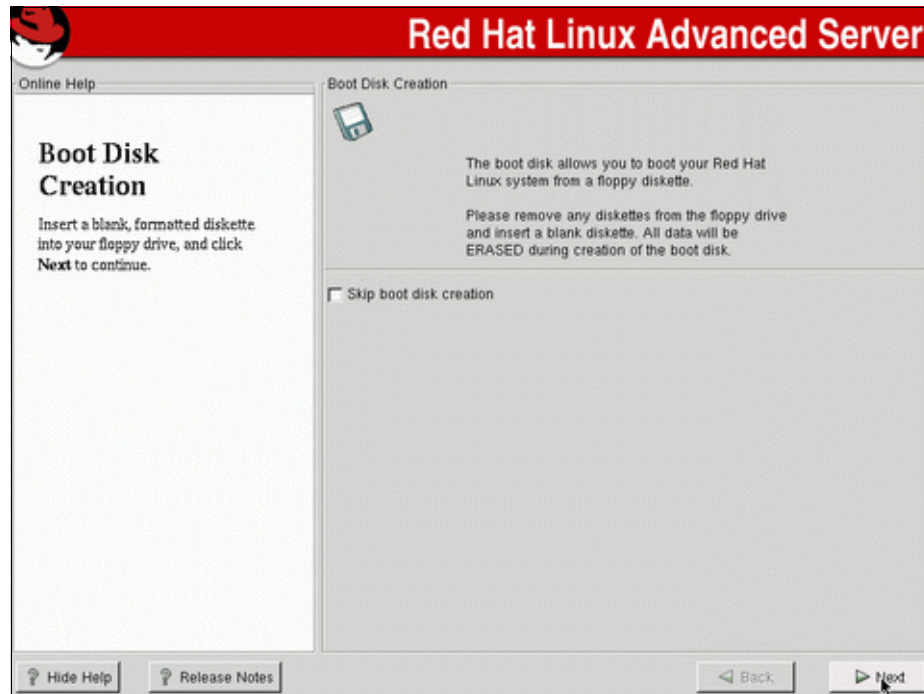 Red Hat Linux Advanced Server
Online Help
Boot Disk
Creation
Insert a blank, formatted diskette
into your floppy drive, and click
Next to continue.
Boot Disk Creation
The boot disk allows you to boot your Red Hat
Linux system from a floppy diskette.
Please remove any diskettes from the floppy drive
and insert a blank diskette. All data will be
ERASED during creation of the boot disk.
Skip boot disk creation
Hide Help
Release Notes
Back
Next